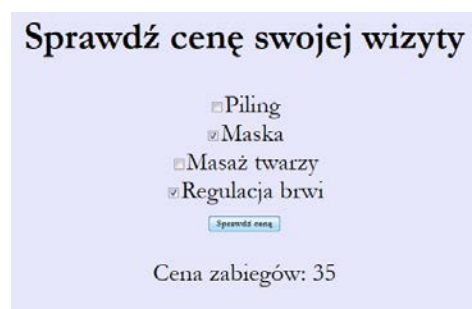 Sprawdź cenę swojej wizyty
Piling
Maska
Masaż twarzy
Regulacja brwi
Sprawdź cenę
Cena zabiegów: 35